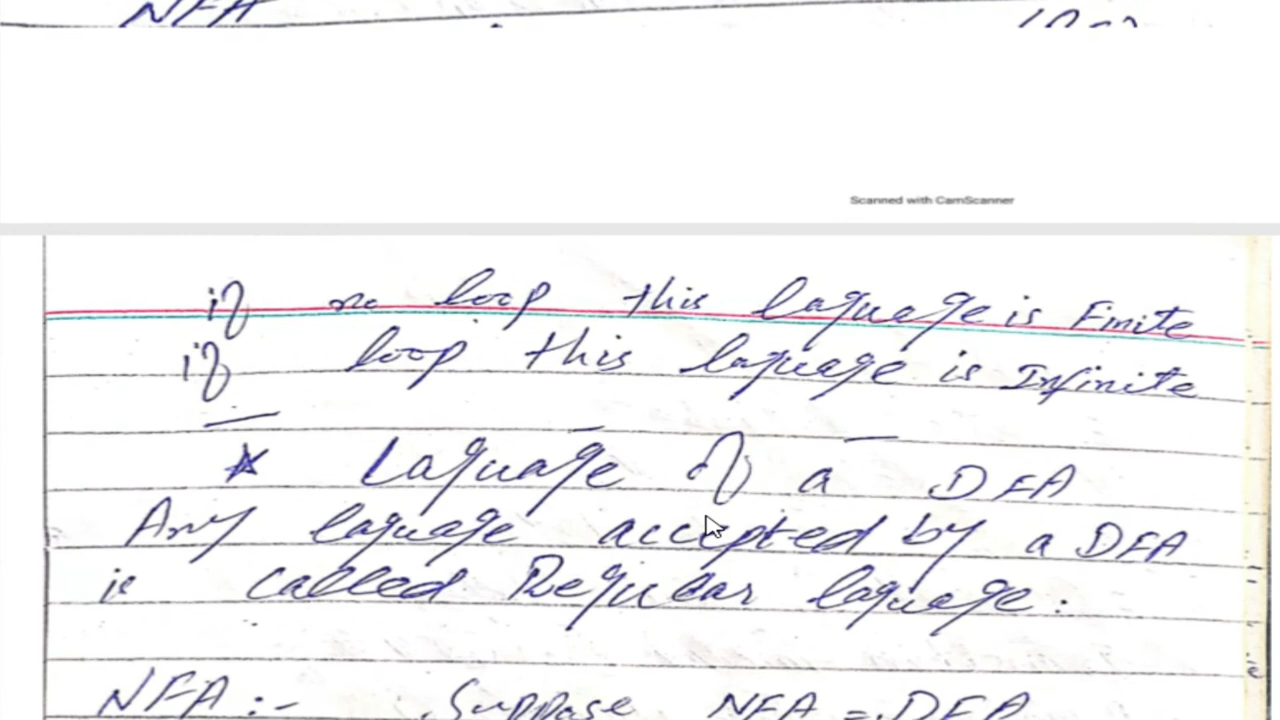 NFA
Scanned with CamScanner
if no loop this laguage is Finite
if loop this laguage is Infinite
* Laguage of a DFA
Any laguage accepted by a DFA
is called Regular laguage.
NFA :- Suppose NFA = DFA